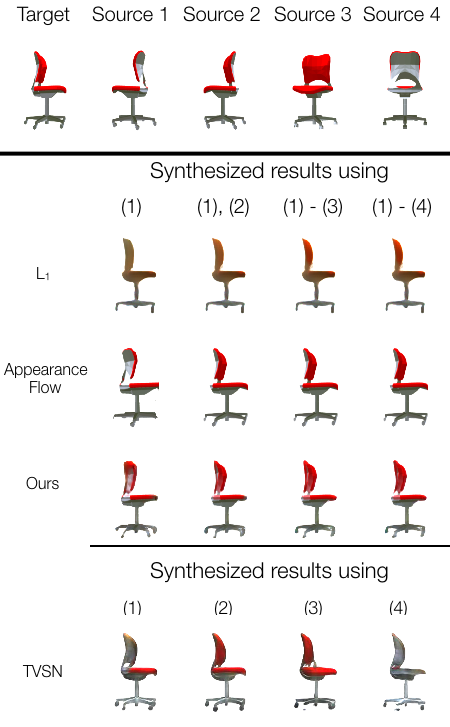 Target Source 1 Source 2 Source 3 Source 4
Synthesized results using
(1) (1), (2) (1) - (3) (1) - (4)
L₁
Appearance
Flow
Ours
Synthesized results using
(1) (2) (3) (4)
TVSN